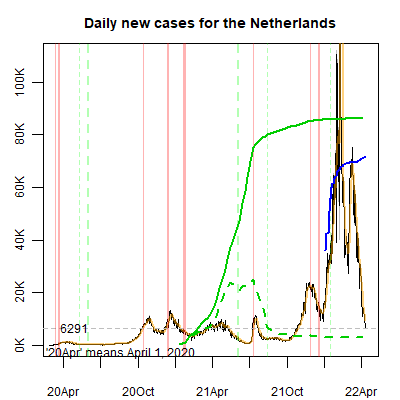 Daily new cases for the Netherlands
100K
80K
60K
40K
20K
0K
6291
"20Apr" means April 1, 2020
20Apr
20Oct
21Apr
21Oct
22Apr